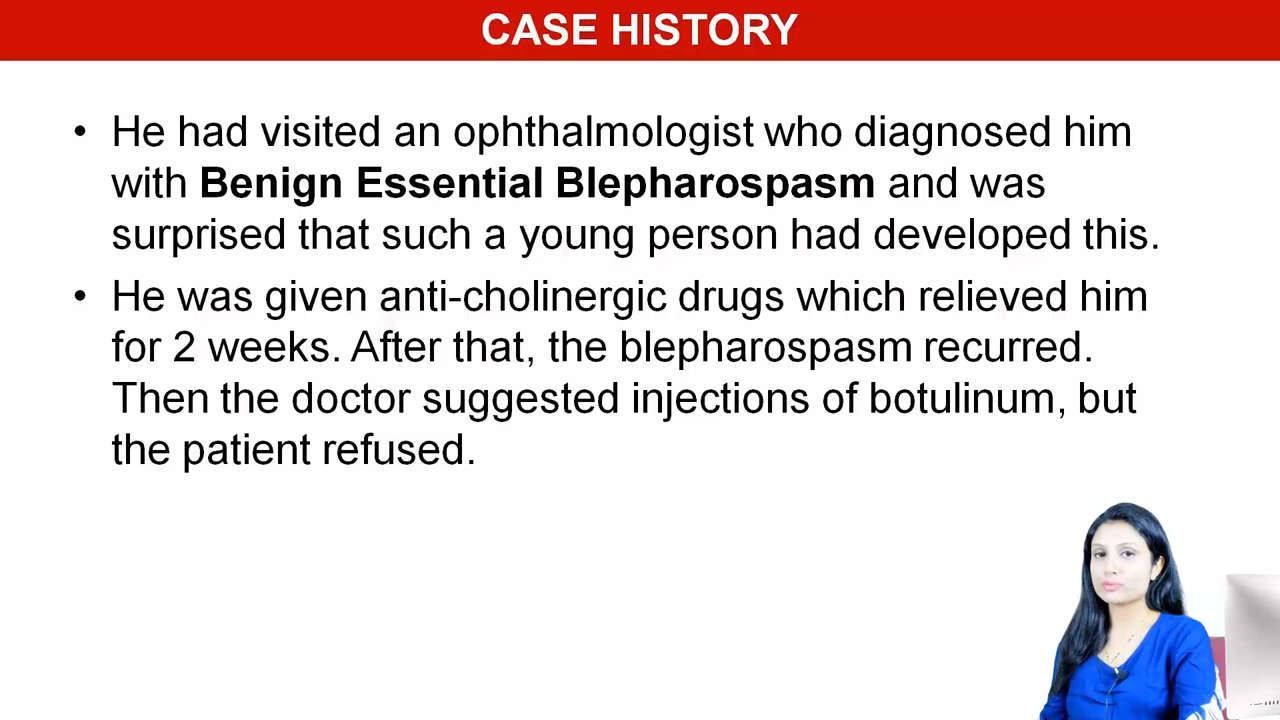 CASE HISTORY
• He had visited an ophthalmologist who diagnosed him
with Benign Essential Blepharospasm and was
surprised that such a young person had developed this.
• He was given anti-cholinergic drugs which relieved him
for 2 weeks. After that, the blepharospasm recurred.
Then the doctor suggested injections of botulinum, but
the patient refused.